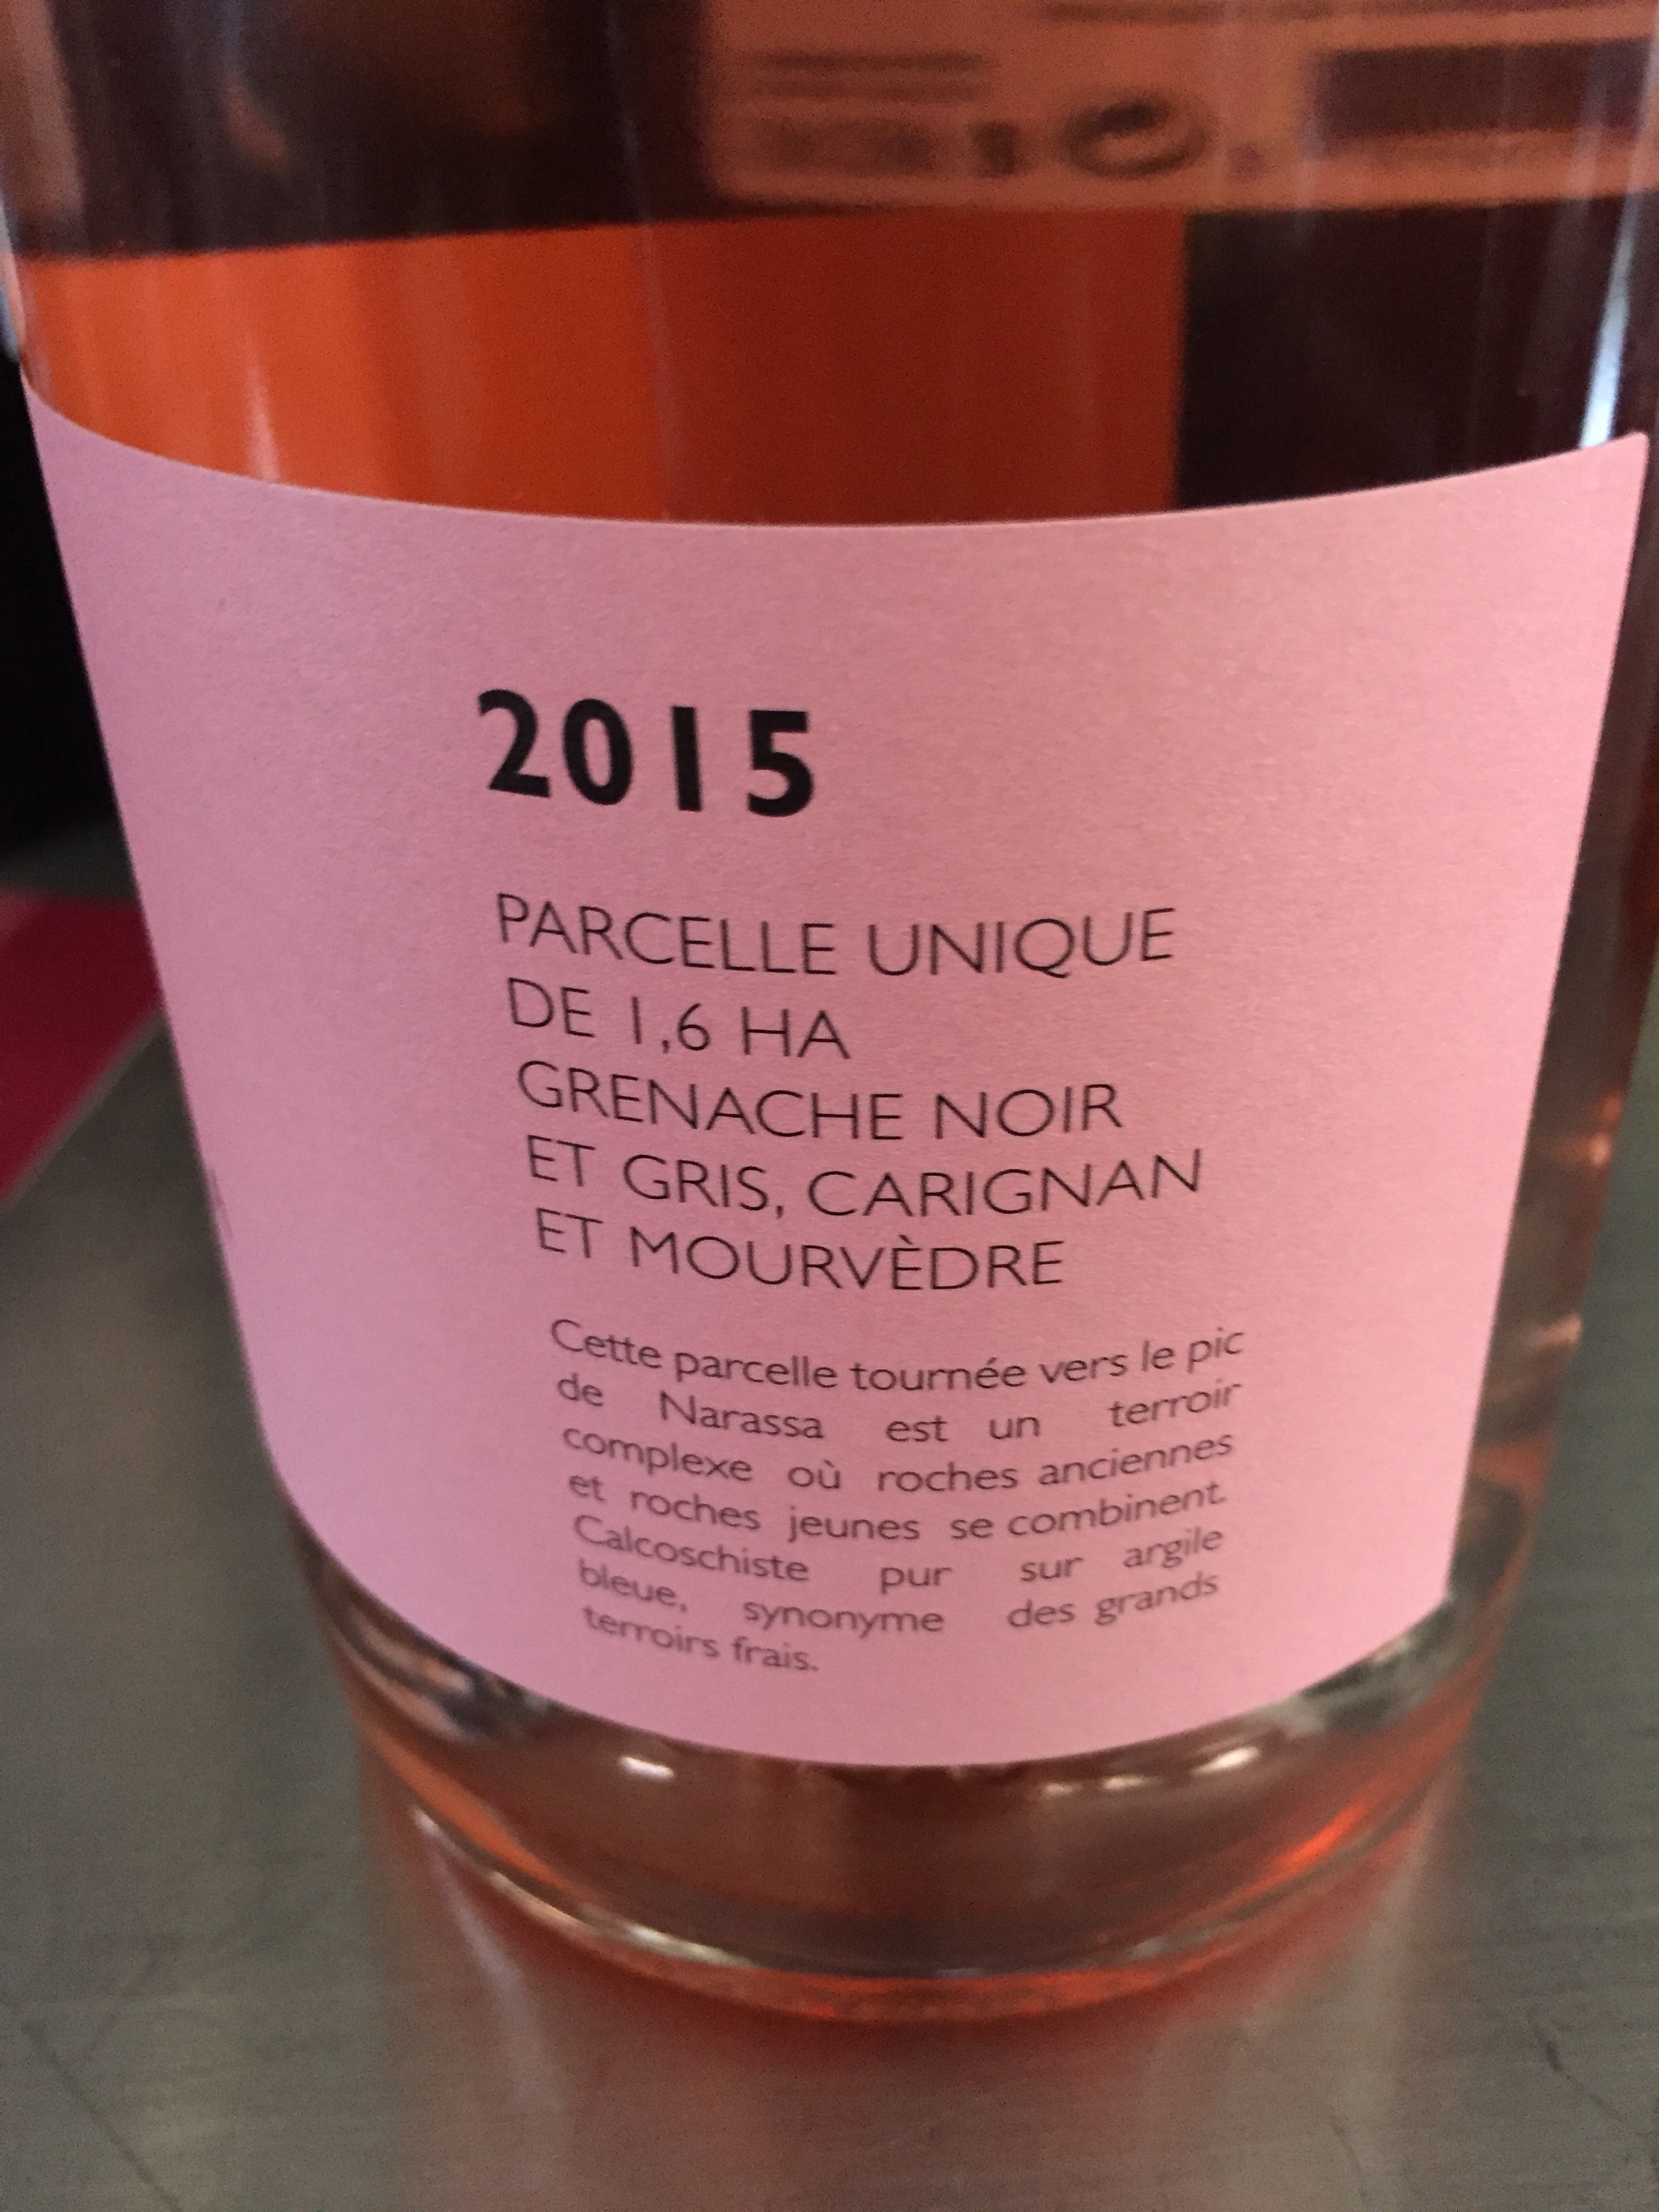 2015
PARCELLE UNIQUE
DE 1,6 HA
GRENACHE NOIR
ET GRIS, CARIGNAN
ET MOURVÈDRE
Cette parcelle tournée vers le pic
de Narassa est un terroir
complexe où roches anciennes
et roches jeunes se combinent.
Calcoschiste pur sur argile
bleue, synonyme des grands
terroirs frais.